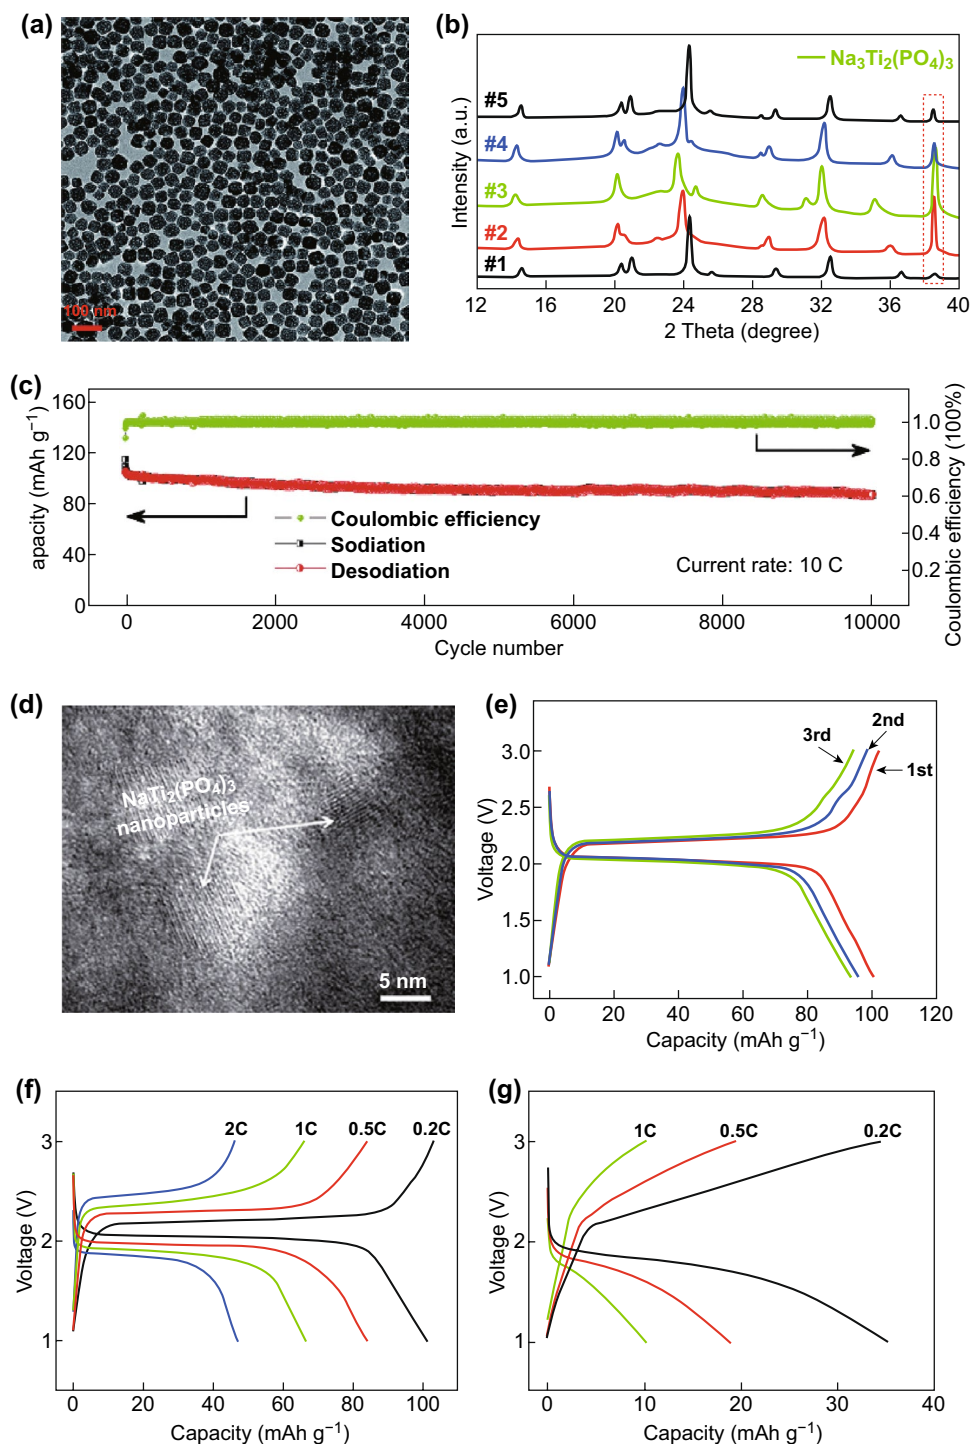 (a)
100 nm
(b)
Na₃Ti₂(PO₄)₃
#5
#4
#3
#2
#1
Intensity (a.u.)
12 16 20 24 28 32 36 40
2 Theta (degree)
(c)
160
120
80
40
0
apacity (mAh g⁻¹)
1.0
0.8
0.6
0.4
0.2
Coulombic efficiency (100%)
Coulombic efficiency
Sodiation
Desodiation
Current rate: 10 C
0 2000 4000 6000 8000 10000
Cycle number
(d)
NaTi₂(PO₄)₃
nanoparticles
5 nm
(e)
3.0
2.5
2.0
1.5
1.0
Voltage (V)
3rd
2nd
1st
0 20 40 60 80 100 120
Capacity (mAh g⁻¹)
(f)
3
2
1
Voltage (V)
2C 1C 0.5C 0.2C
0 20 40 60 80 100
Capacity (mAh g⁻¹)
(g)
3
2
1
Voltage (V)
1C 0.5C 0.2C
0 10 20 30 40
Capacity (mAh g⁻¹)